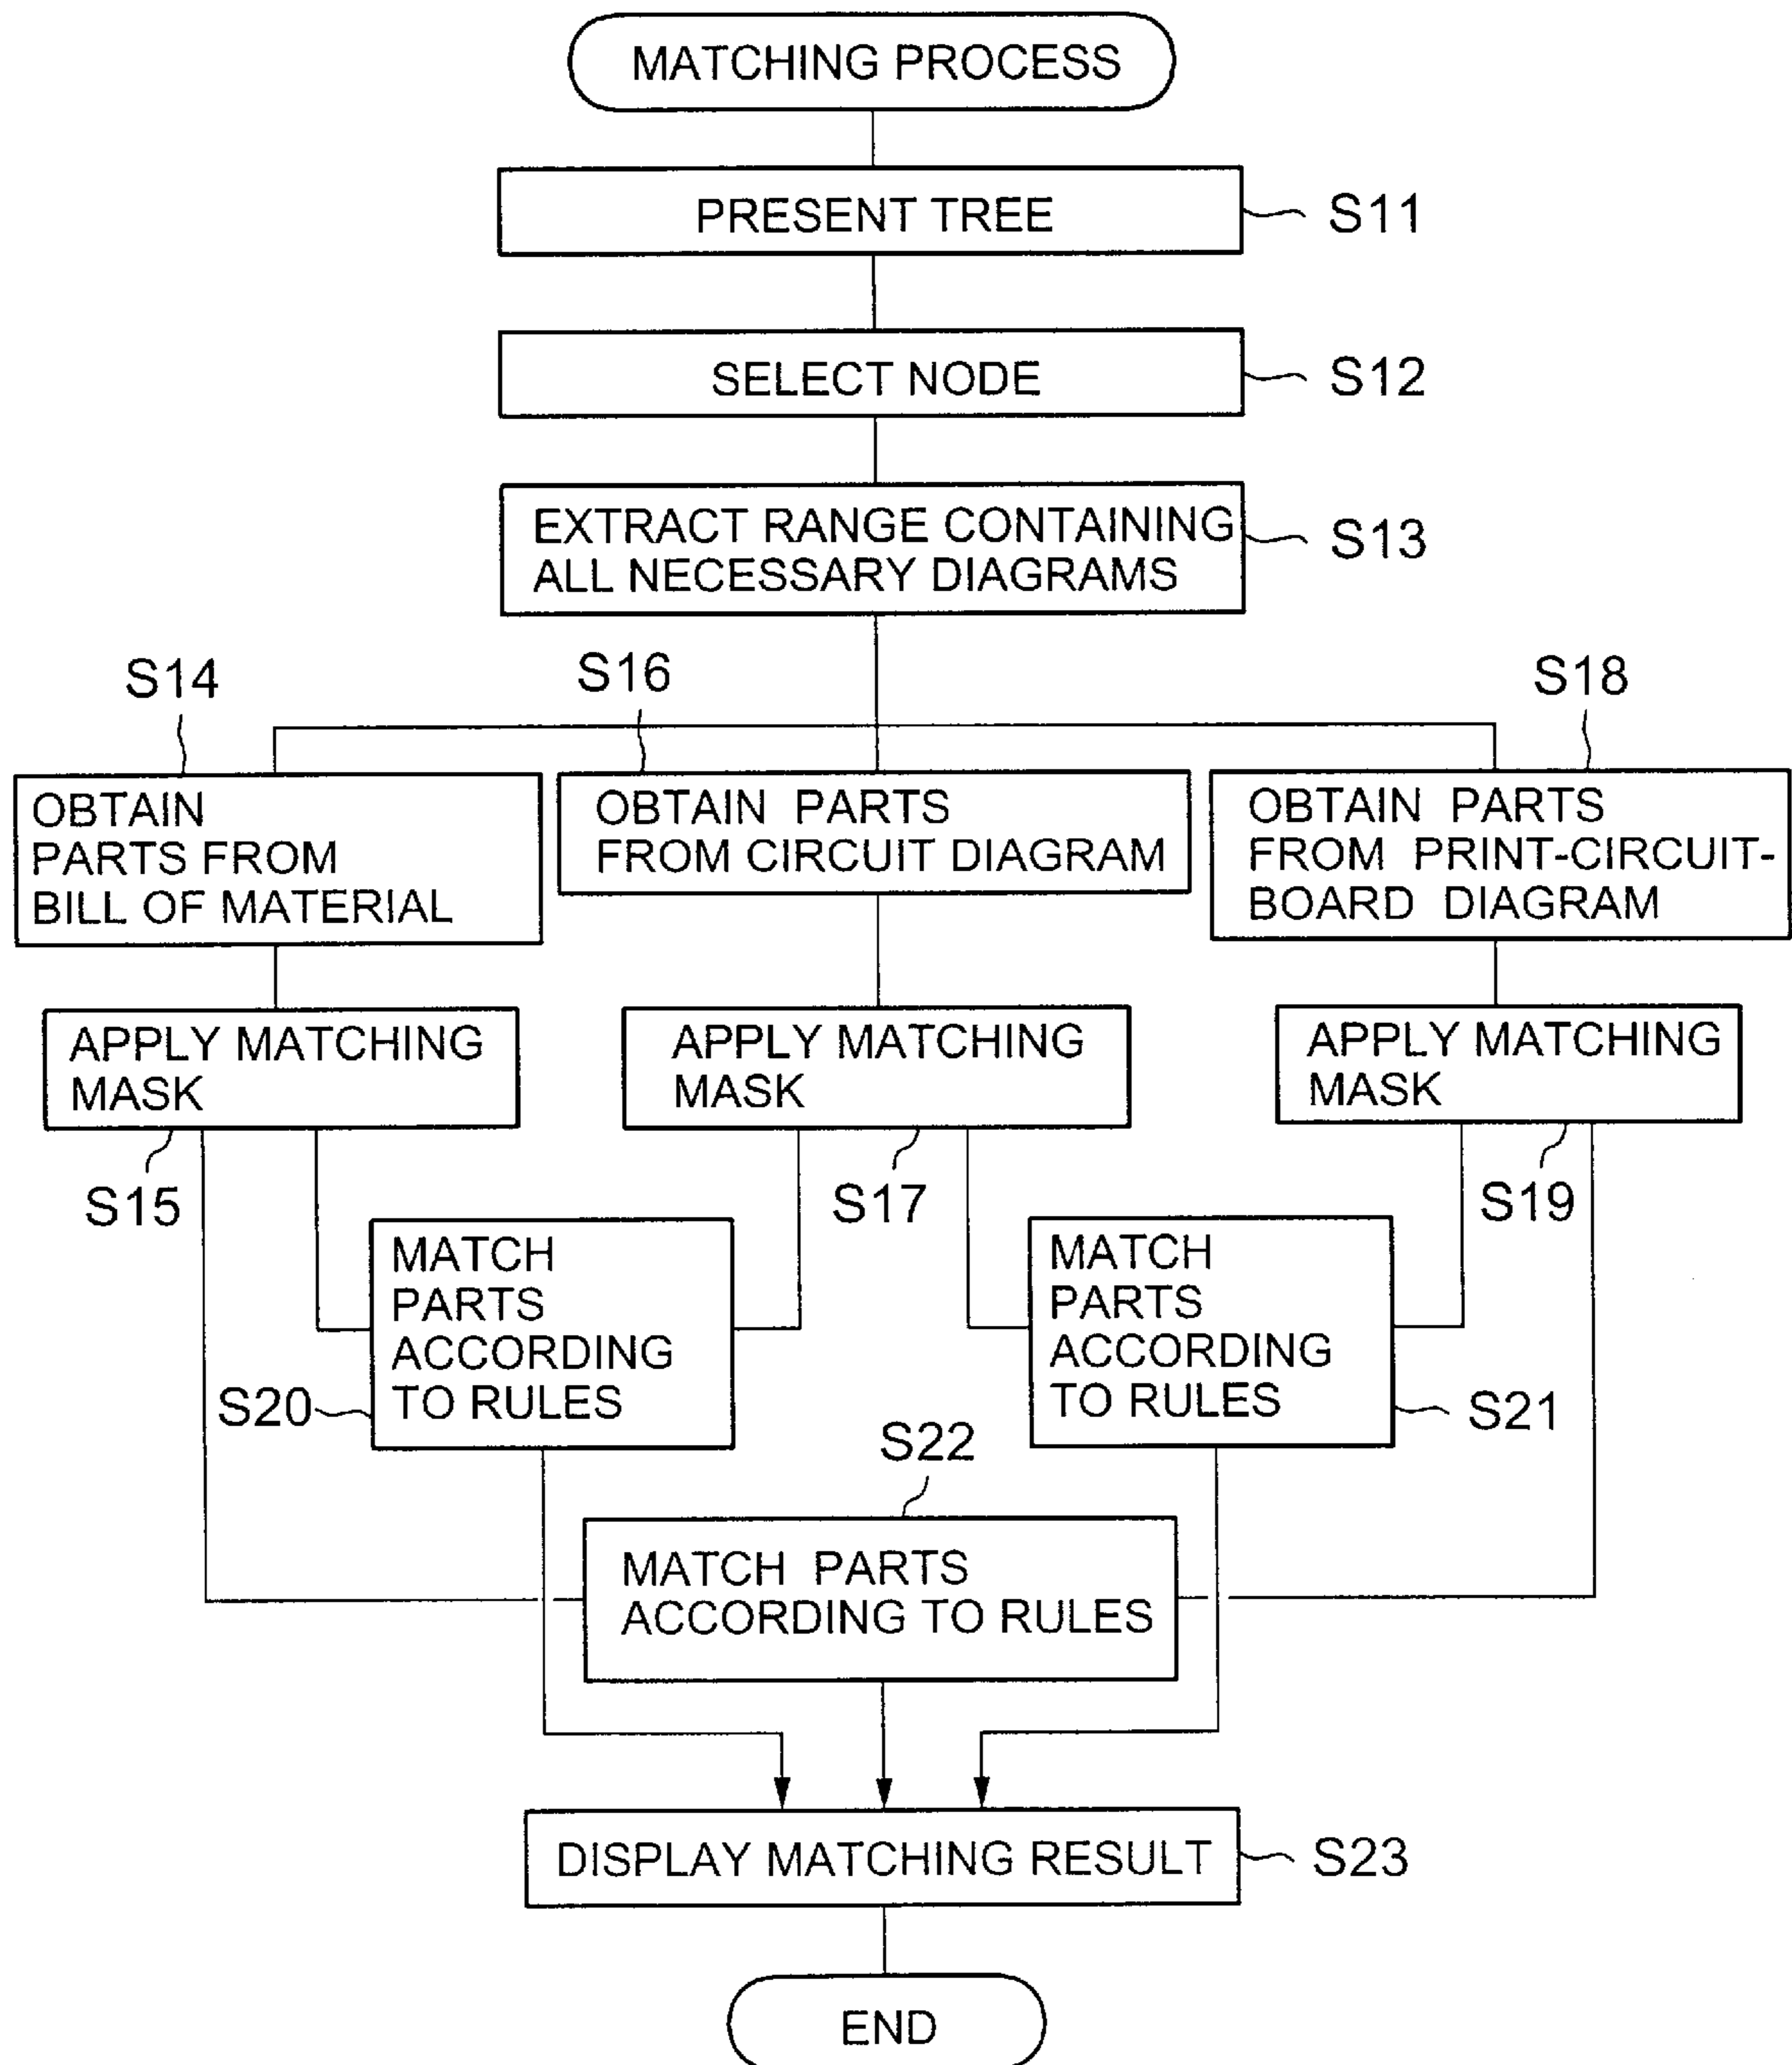 MATCHING PROCESS
PRESENT TREE
S11
SELECT NODE
S12
EXTRACT RANGE CONTAINING
ALL NECESSARY DIAGRAMS
S13
S14
S16
S18
OBTAIN
PARTS FROM
BILL OF MATERIAL
OBTAIN PARTS
FROM CIRCUIT DIAGRAM
OBTAIN PARTS
FROM PRINT-CIRCUIT-
BOARD DIAGRAM
APPLY MATCHING
MASK
APPLY MATCHING
MASK
APPLY MATCHING
MASK
S15
S17
S19
MATCH
PARTS
ACCORDING
TO RULES
S20
MATCH
PARTS
ACCORDING
TO RULES
S21
S22
MATCH PARTS
ACCORDING TO RULES
DISPLAY MATCHING RESULT
S23
END